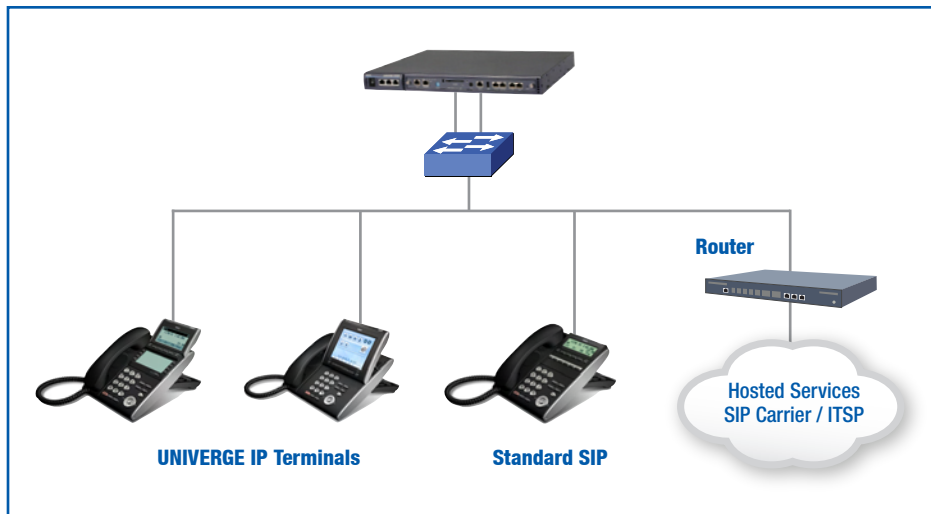 Router
Hosted Services
SIP Carrier / ITSP
UNIVERGE IP Terminals
Standard SIP